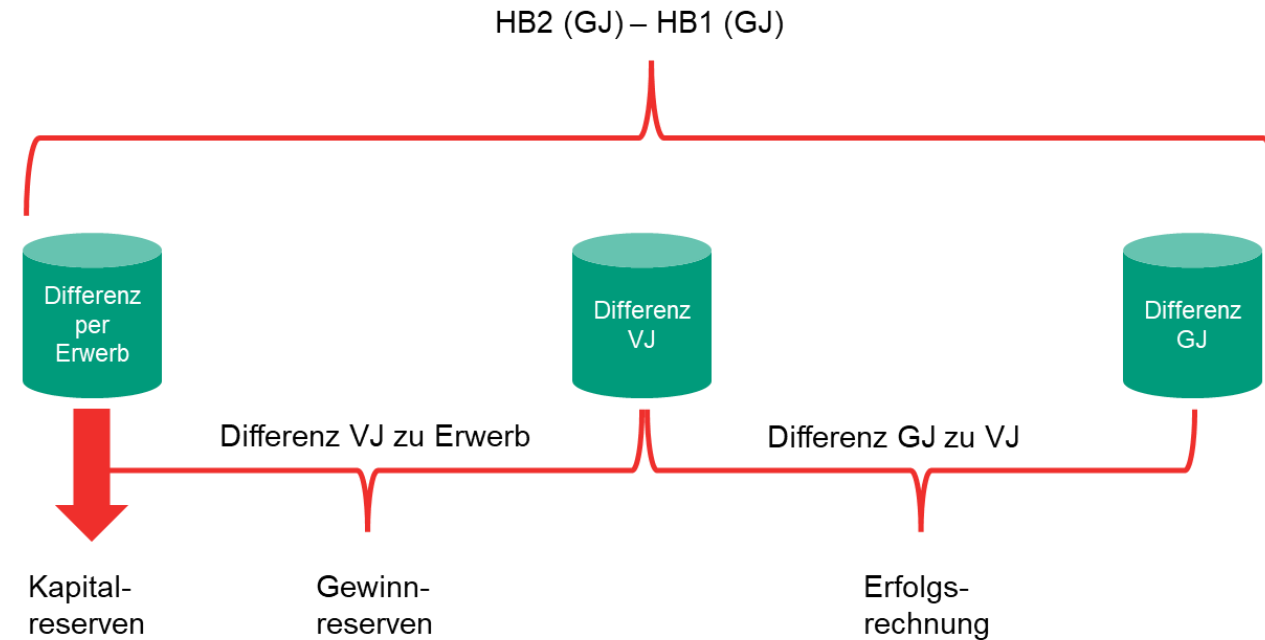 HB2 (GJ) – HB1 (GJ)
Differenz
per
Erwerb
Differenz
VJ
Differenz
GJ
Differenz VJ zu Erwerb
Differenz GJ zu VJ
Kapital-
reserven
Gewinn-
reserven
Erfolgs-
rechnung